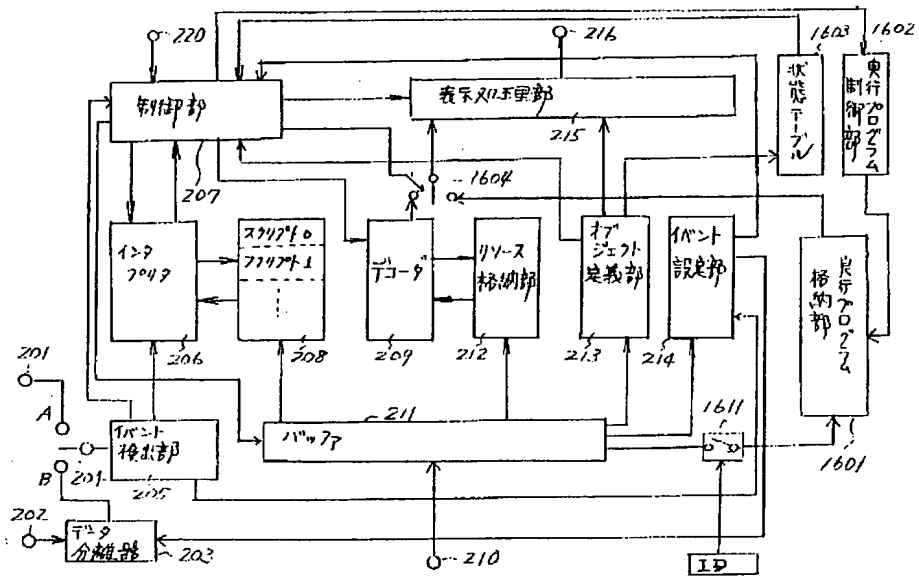 220
216
1603
1602
制御部
表示処理部
215
状態テーブル
実行プログラム
制御部
207
1604
インタ
プリタ
206
スクリプト0
スクリプト1
208
デコーダ
209
リソース
格納部
212
オブ
ジェクト
定義部
213
イベント
設定部
214
実行プログラム
格納部
1601
201
A
B
204
イベント
検出部
205
211
バッファ
1611
202
データ
分離部
203
210
ID